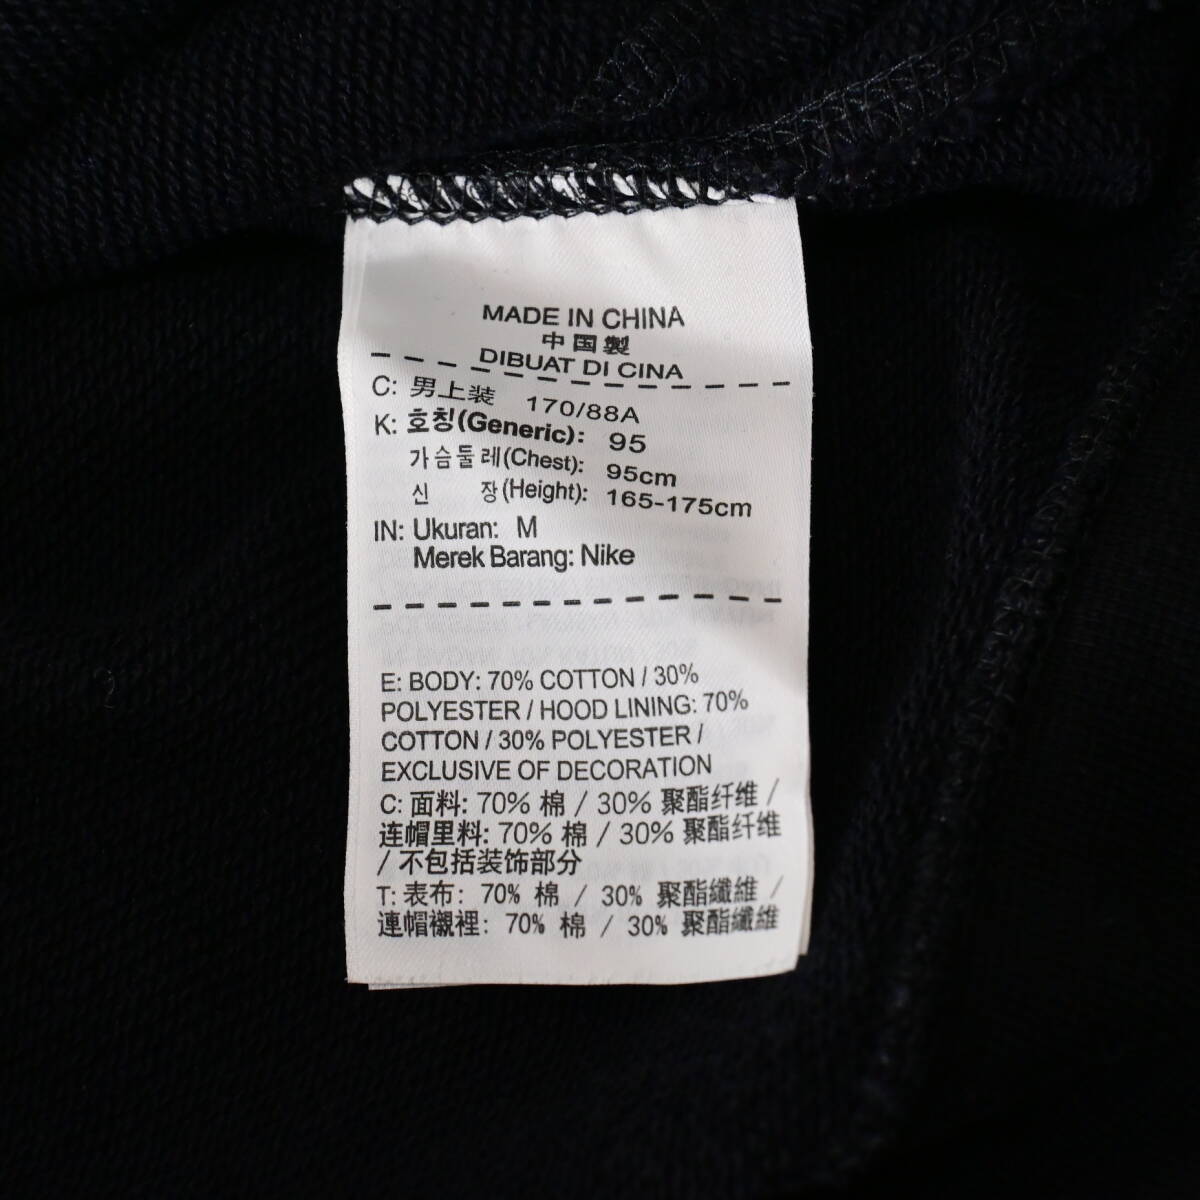 MADE IN CHINA
中国製
DIBUAT DI CINA
C: 男上装 170/88A
K: 호칭(Generic): 95
가슴둘레(Chest): 95cm
신 장(Height): 165-175cm
IN: Ukuran: M
Merek Barang: Nike
E: BODY: 70% COTTON / 30%
POLYESTER / HOOD LINING: 70%
COTTON / 30% POLYESTER /
EXCLUSIVE OF DECORATION
C: 面料: 70% 棉 / 30% 聚酯纤维 /
连帽里料: 70% 棉 / 30% 聚酯纤维
/ 不包括装饰部分
T: 表布: 70% 棉 / 30% 聚酯纖維 /
連帽襯裡: 70% 棉 / 30% 聚酯纖維